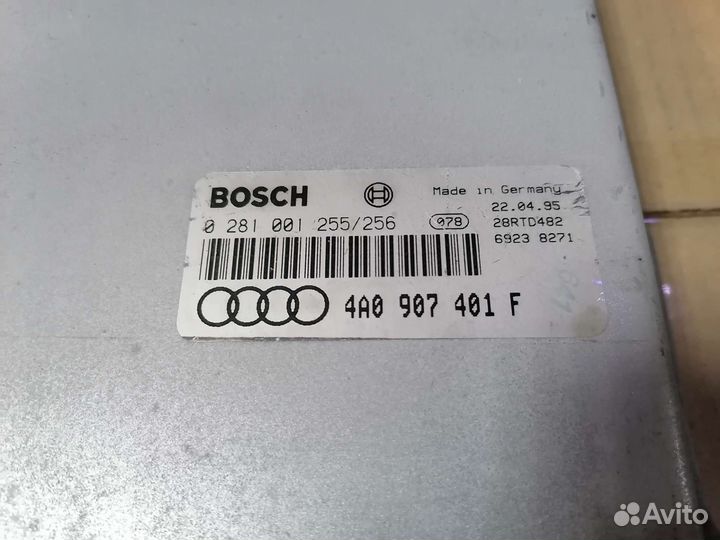 BOSCH
Made in Germany
22.04.95
0 281 001 255/256
078
28RTD482
6923 8271
4A0 907 401 F
Avito